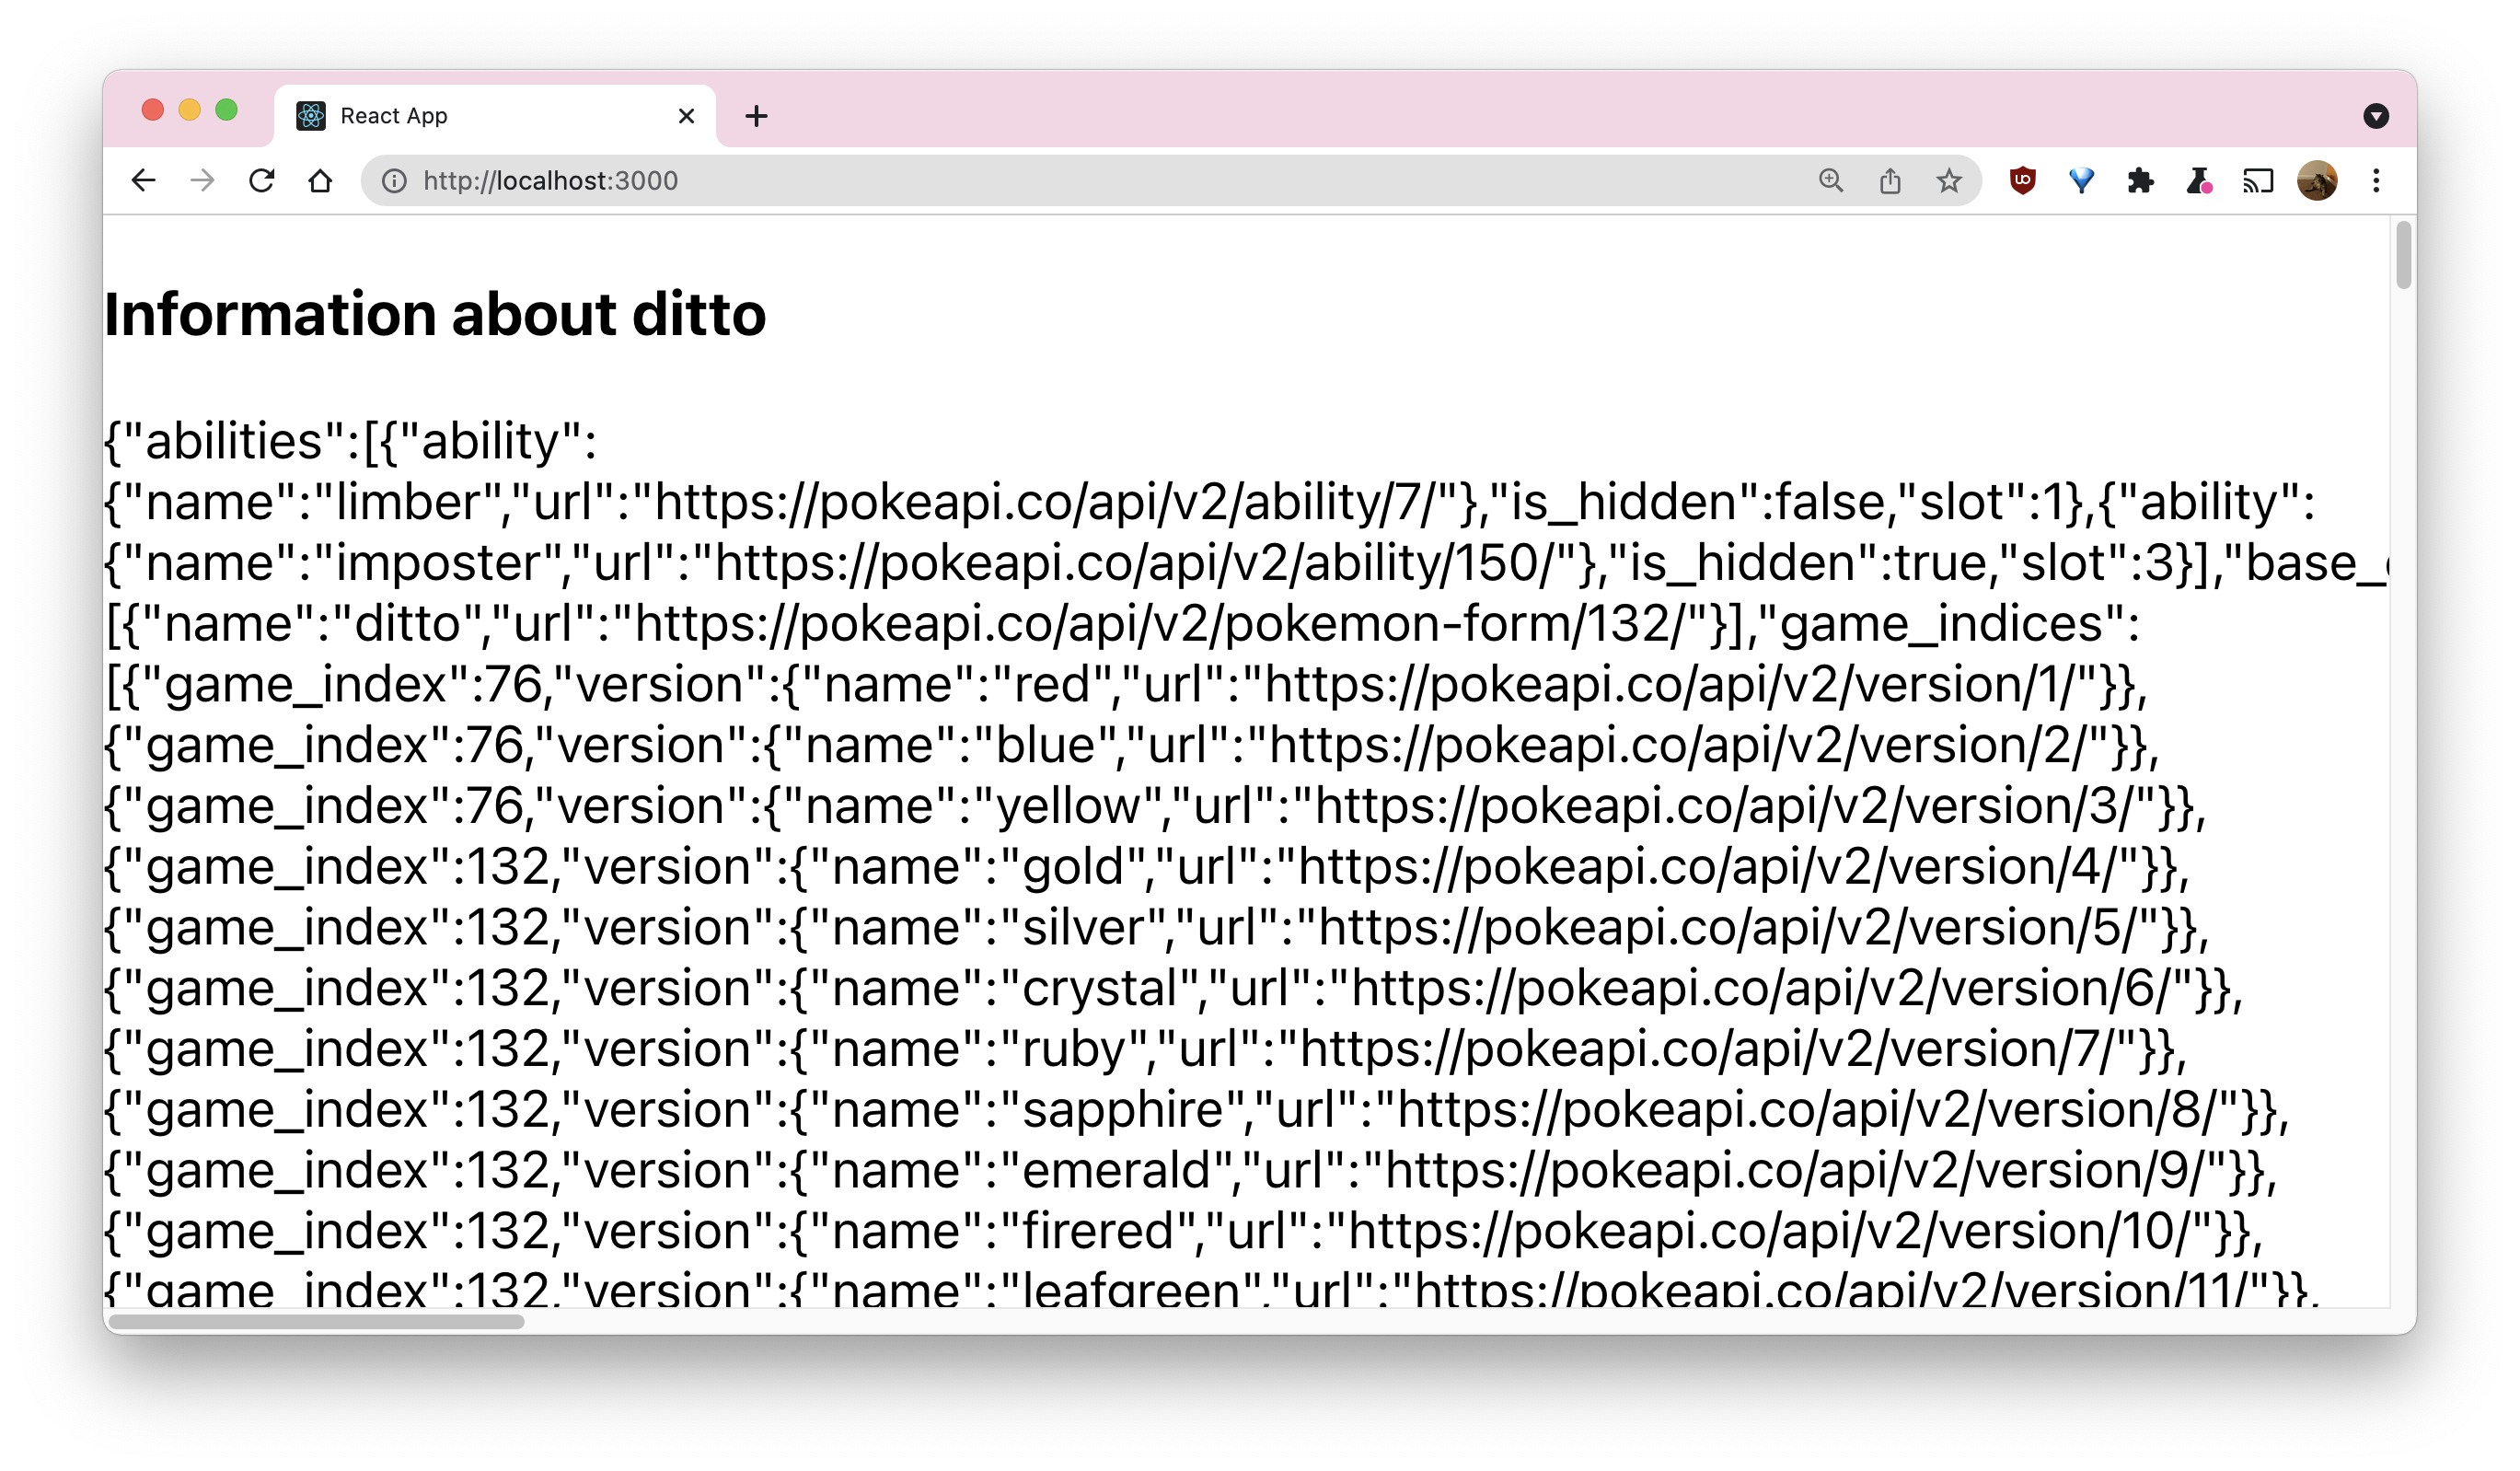 React App
http://localhost:3000
Information about ditto
{"abilities":[{"ability":
{"name":"limber","url":"https://pokeapi.co/api/v2/ability/7/"},"is_hidden":false,"slot":1},{"ability":
{"name":"imposter","url":"https://pokeapi.co/api/v2/ability/150/"},"is_hidden":true,"slot":3}],"base_
[{"name":"ditto","url":"https://pokeapi.co/api/v2/pokemon-form/132/"}],"game_indices":
[{"game_index":76,"version":{"name":"red","url":"https://pokeapi.co/api/v2/version/1/"}},
{"game_index":76,"version":{"name":"blue","url":"https://pokeapi.co/api/v2/version/2/"}},
{"game_index":76,"version":{"name":"yellow","url":"https://pokeapi.co/api/v2/version/3/"}},
{"game_index":132,"version":{"name":"gold","url":"https://pokeapi.co/api/v2/version/4/"}},
{"game_index":132,"version":{"name":"silver","url":"https://pokeapi.co/api/v2/version/5/"}},
{"game_index":132,"version":{"name":"crystal","url":"https://pokeapi.co/api/v2/version/6/"}},
{"game_index":132,"version":{"name":"ruby","url":"https://pokeapi.co/api/v2/version/7/"}},
{"game_index":132,"version":{"name":"sapphire","url":"https://pokeapi.co/api/v2/version/8/"}},
{"game_index":132,"version":{"name":"emerald","url":"https://pokeapi.co/api/v2/version/9/"}},
{"game_index":132,"version":{"name":"firered","url":"https://pokeapi.co/api/v2/version/10/"}},
{"game_index":132,"version":{"name":"leafgreen","url":"https://pokeapi.co/api/v2/version/11/"}},